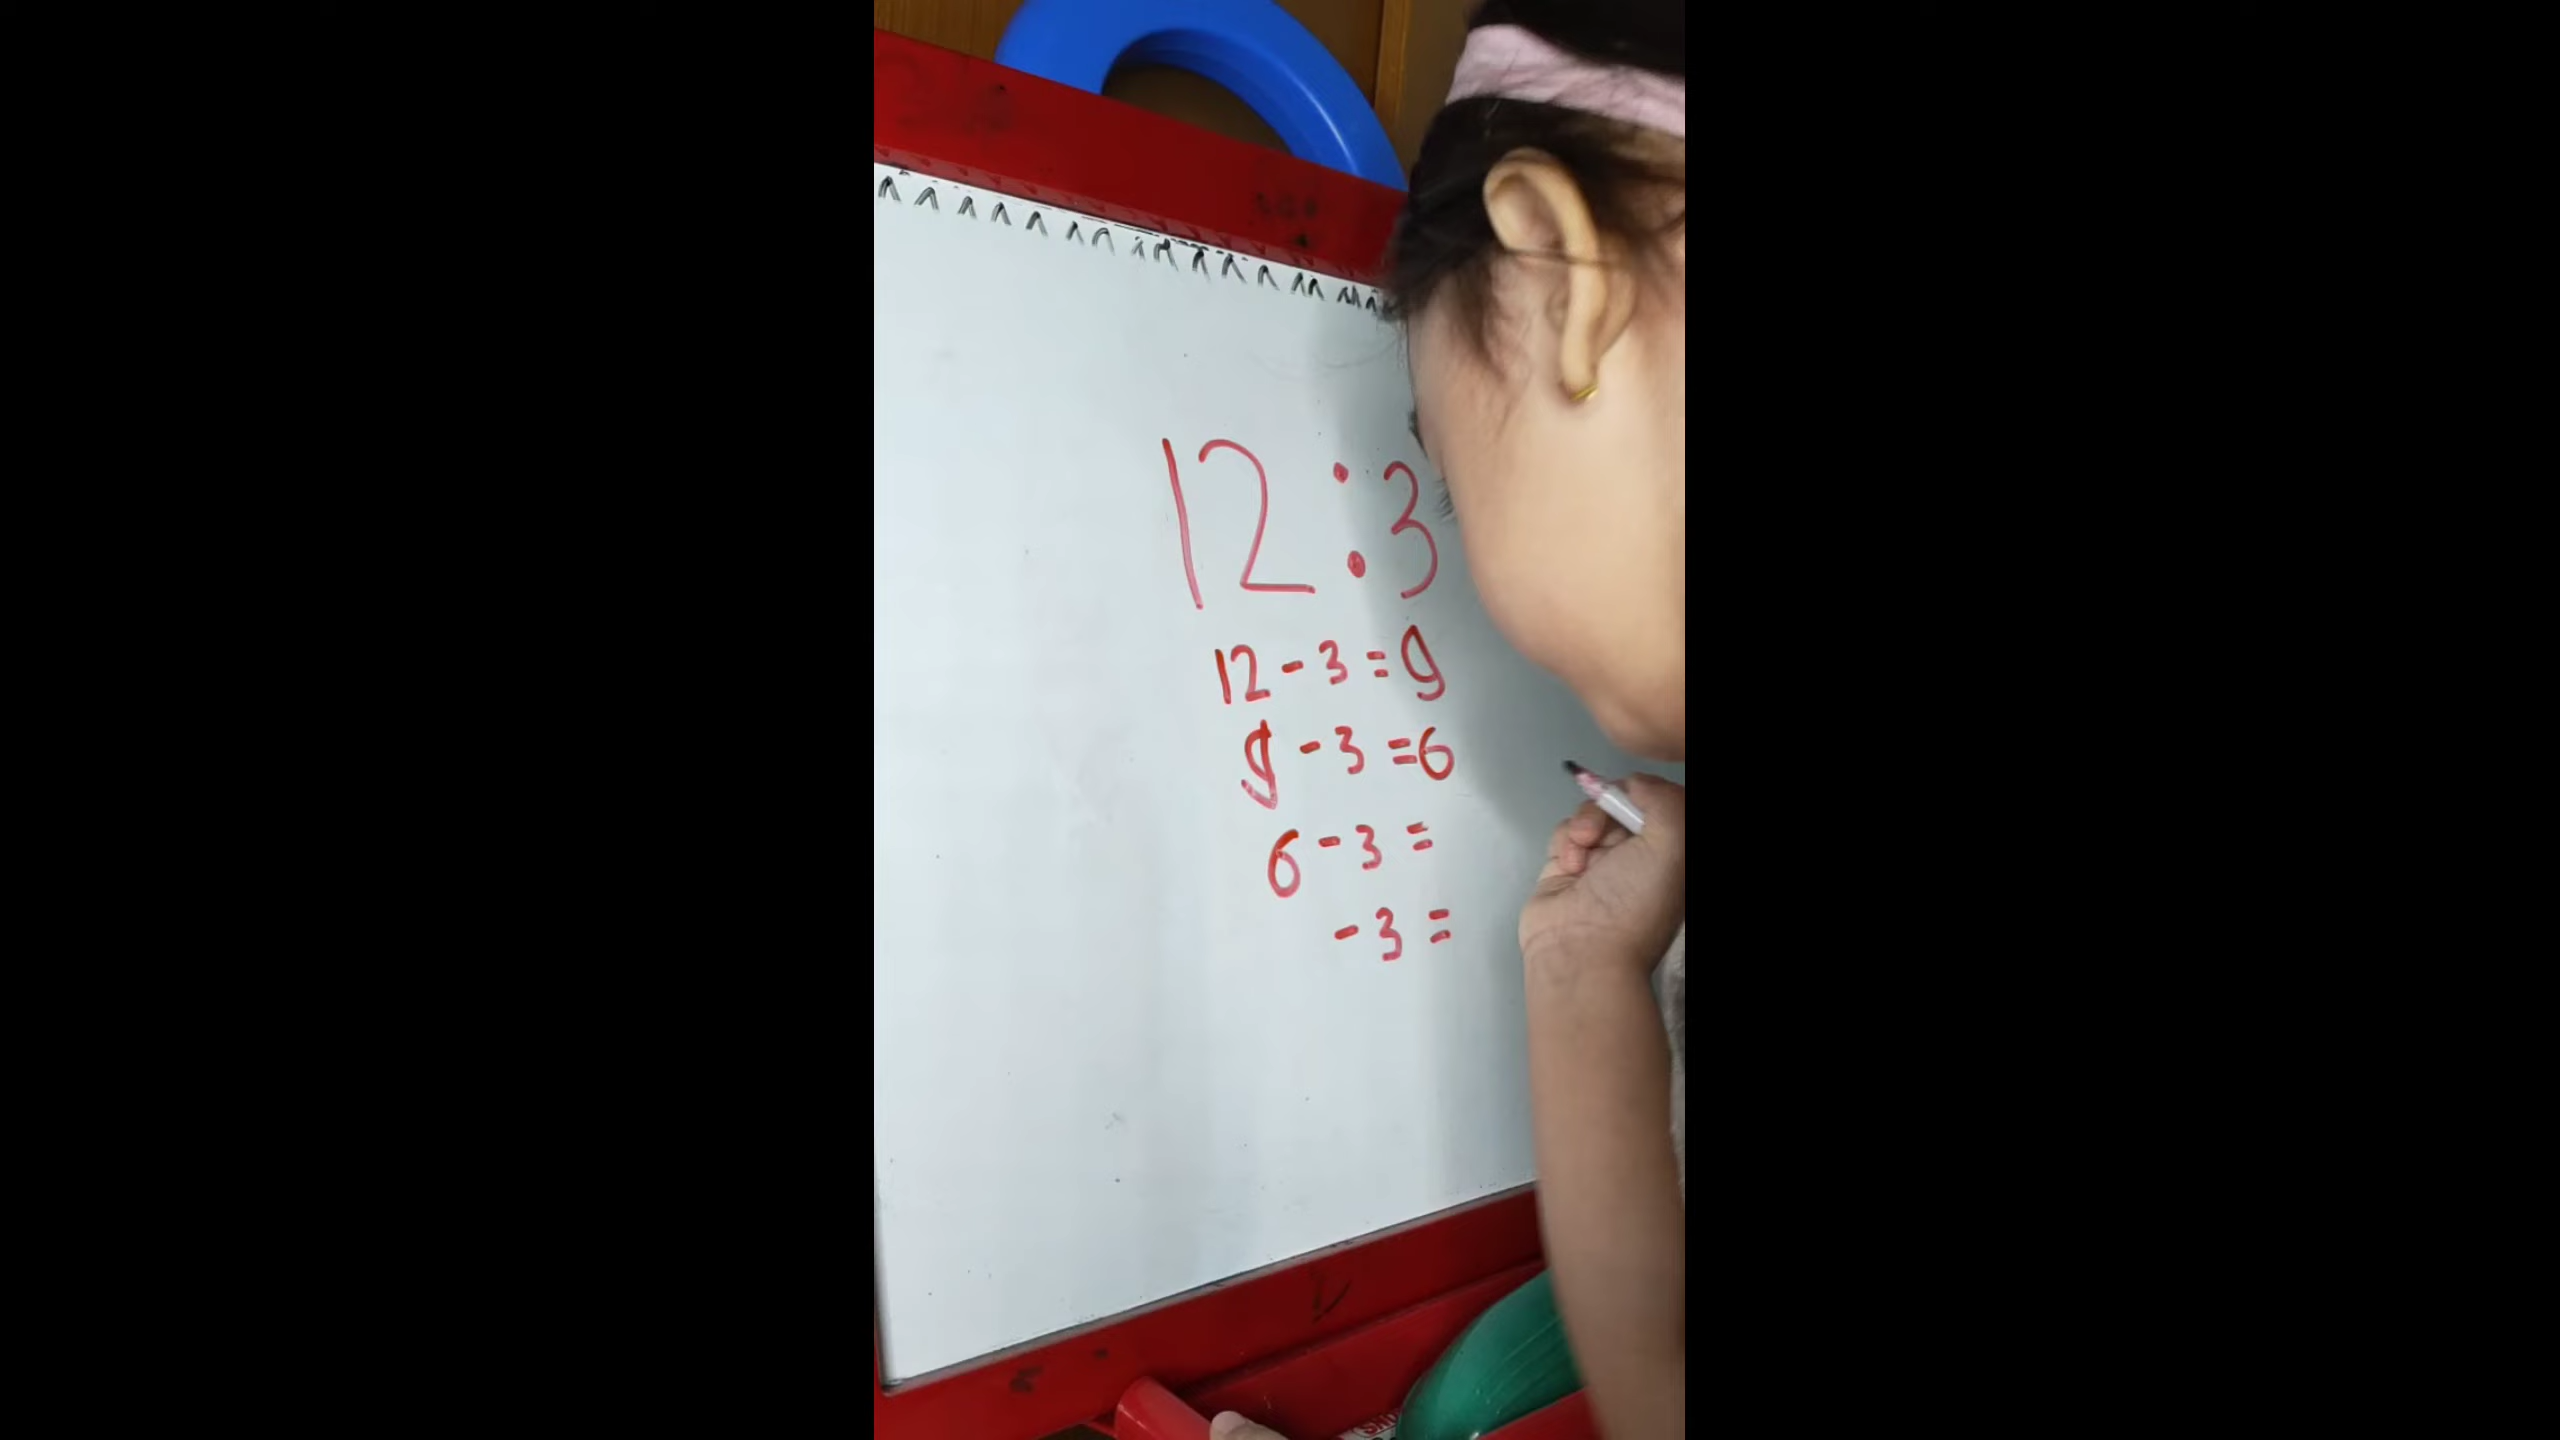 12 : 3
12 - 3 = 9
9 - 3 = 6
6 - 3 =
- 3 =